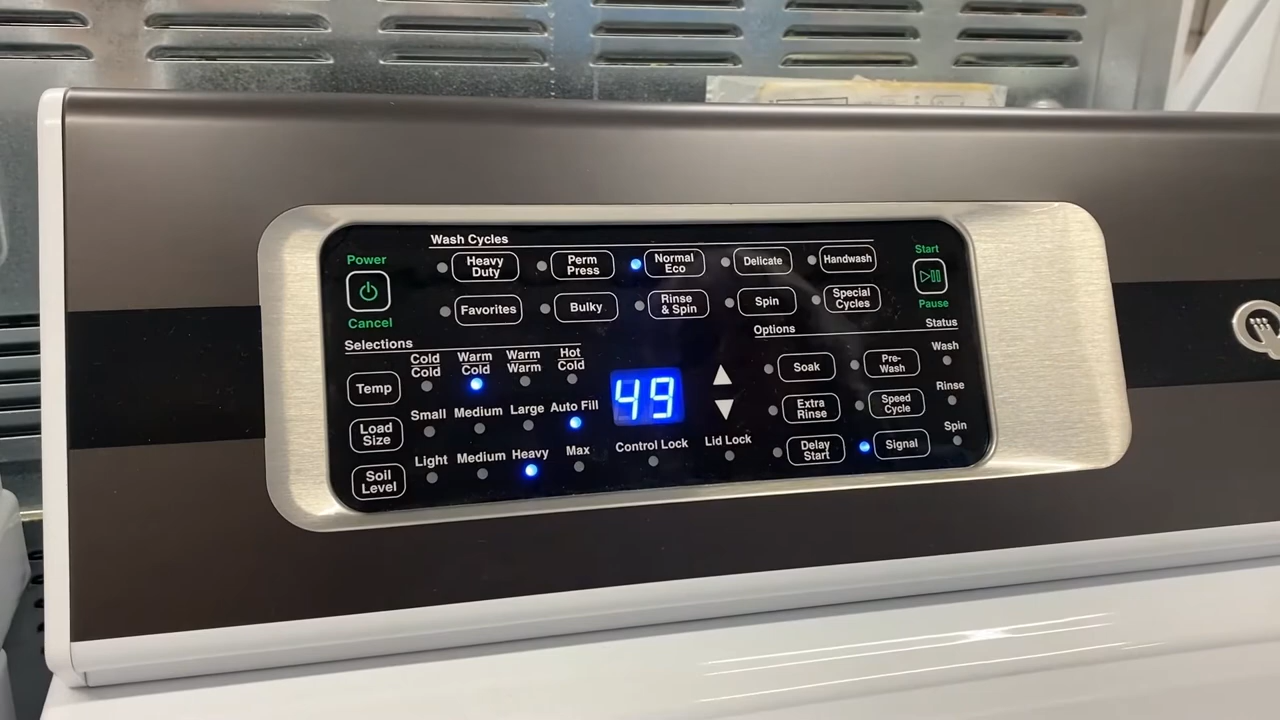 Wash Cycles
Power
Cancel
Heavy
Duty
Perm
Press
Normal
Eco
Delicate
Handwash
Favorites
Bulky
Rinse
& Spin
Spin
Special
Cycles
Start
Pause
Selections
Temp
Cold
Cold
Warm
Cold
Warm
Warm
Hot
Cold
Load
Size
Small Medium Large Auto Fill
Soil
Level
Light Medium Heavy Max
49
Control Lock
Lid Lock
Options
Soak
Pre-
Wash
Extra
Rinse
Speed
Cycle
Delay
Start
Signal
Status
Wash
Rinse
Spin
Q